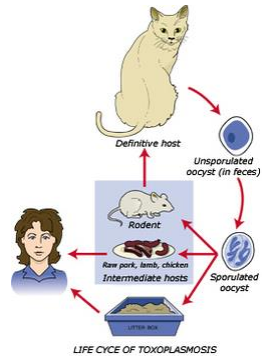 Definitive host
Unsporulated
oocyst (in feces)
Rodent
Raw pork, lamb, chicken
Intermediate hosts
Sporulated
oocyst
LITTER BOX
LIFE CYCE OF TOXOPLASMOSIS